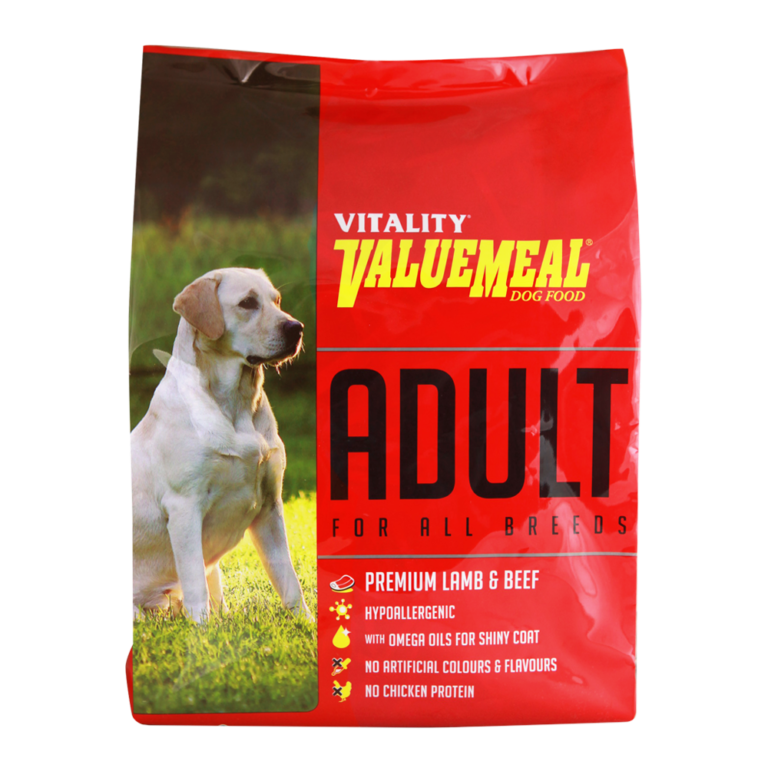 VITALITY®
VALUEMEAL®
DOG FOOD
ADULT
FOR ALL BREEDS
PREMIUM LAMB & BEEF
HYPOALLERGENIC
WITH OMEGA OILS FOR SHINY COAT
NO ARTIFICIAL COLOURS & FLAVOURS
NO CHICKEN PROTEIN